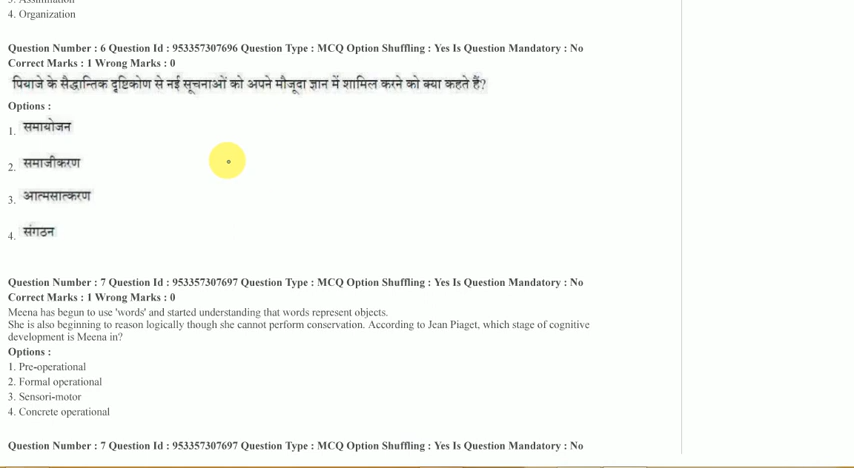 4. Organization
Question Number : 6 Question Id : 953357307696 Question Type : MCQ Option Shuffling : Yes Is Question Mandatory : No
Correct Marks : 1 Wrong Marks : 0
पियाजे के सैद्धान्तिक दृष्टिकोण से नई सूचनाओं को अपने मौजूदा ज्ञान में शामिल करने को क्या कहते हैं?
Options :
1. समायोजन
2. समाजीकरण
3. आत्मसात्करण
4. संगठन
Question Number : 7 Question Id : 953357307697 Question Type : MCQ Option Shuffling : Yes Is Question Mandatory : No
Correct Marks : 1 Wrong Marks : 0
Meena has begun to use 'words' and started understanding that words represent objects.
She is also beginning to reason logically though she cannot perform conservation. According to Jean Piaget, which stage of cognitive
development is Meena in?
Options :
1. Pre-operational
2. Formal operational
3. Sensori-motor
4. Concrete operational
Question Number : 7 Question Id : 953357307697 Question Type : MCQ Option Shuffling : Yes Is Question Mandatory : No